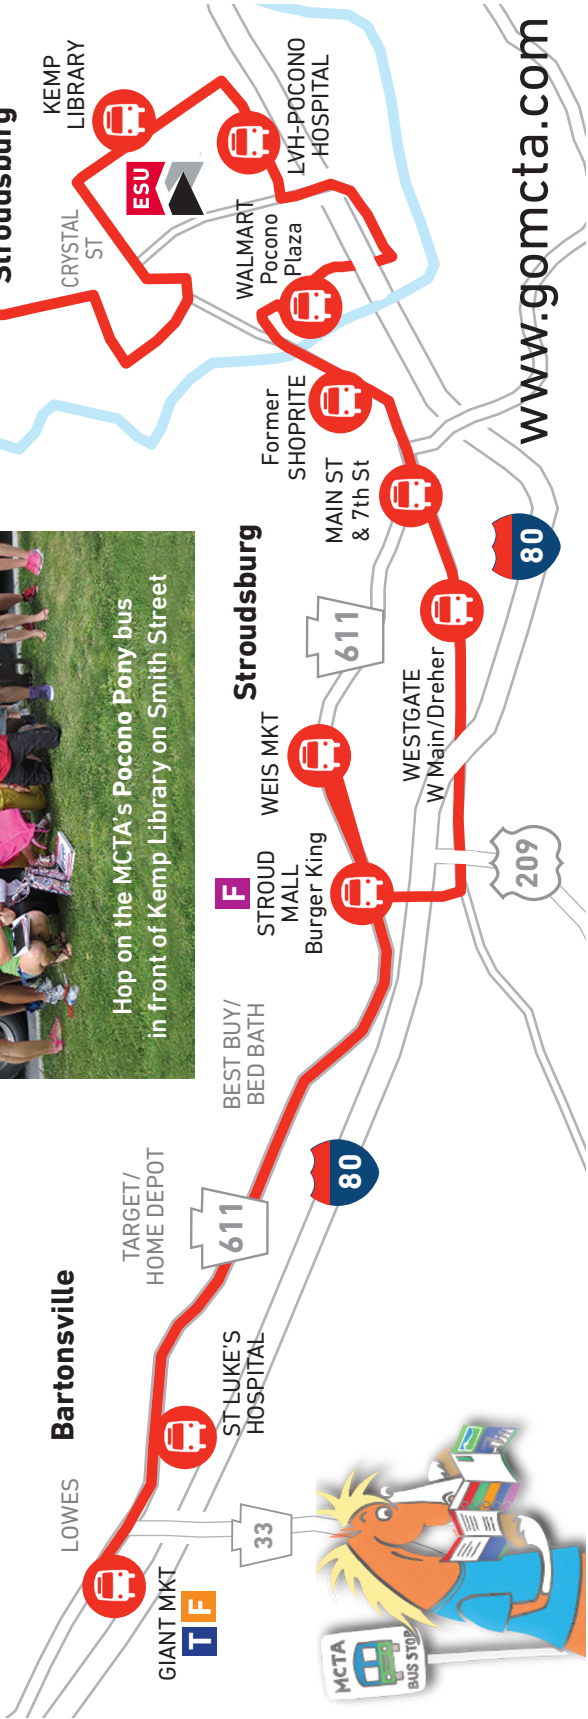 Stroudsburg
KEMP
LIBRARY
CRYSTAL
ST
ESU
LVH-POCONO
HOSPITAL
WALMART
Pocono
Plaza
Former
SHOPRITE
MAIN ST
& 7th St
www.gomcta.com
80
Stroudsburg
611
WESTGATE
W Main/Dreher
WEIS MKT
F
STROUD
MALL
Burger King
209
Hop on the MCTA's Pocono Pony bus
in front of Kemp Library on Smith Street
BEST BUY/
BED BATH
80
TARGET/
HOME DEPOT
611
Bartonsville
ST LUKE'S
HOSPITAL
LOWES
33
GIANT MKT
T F
MCTA
BUS STOP